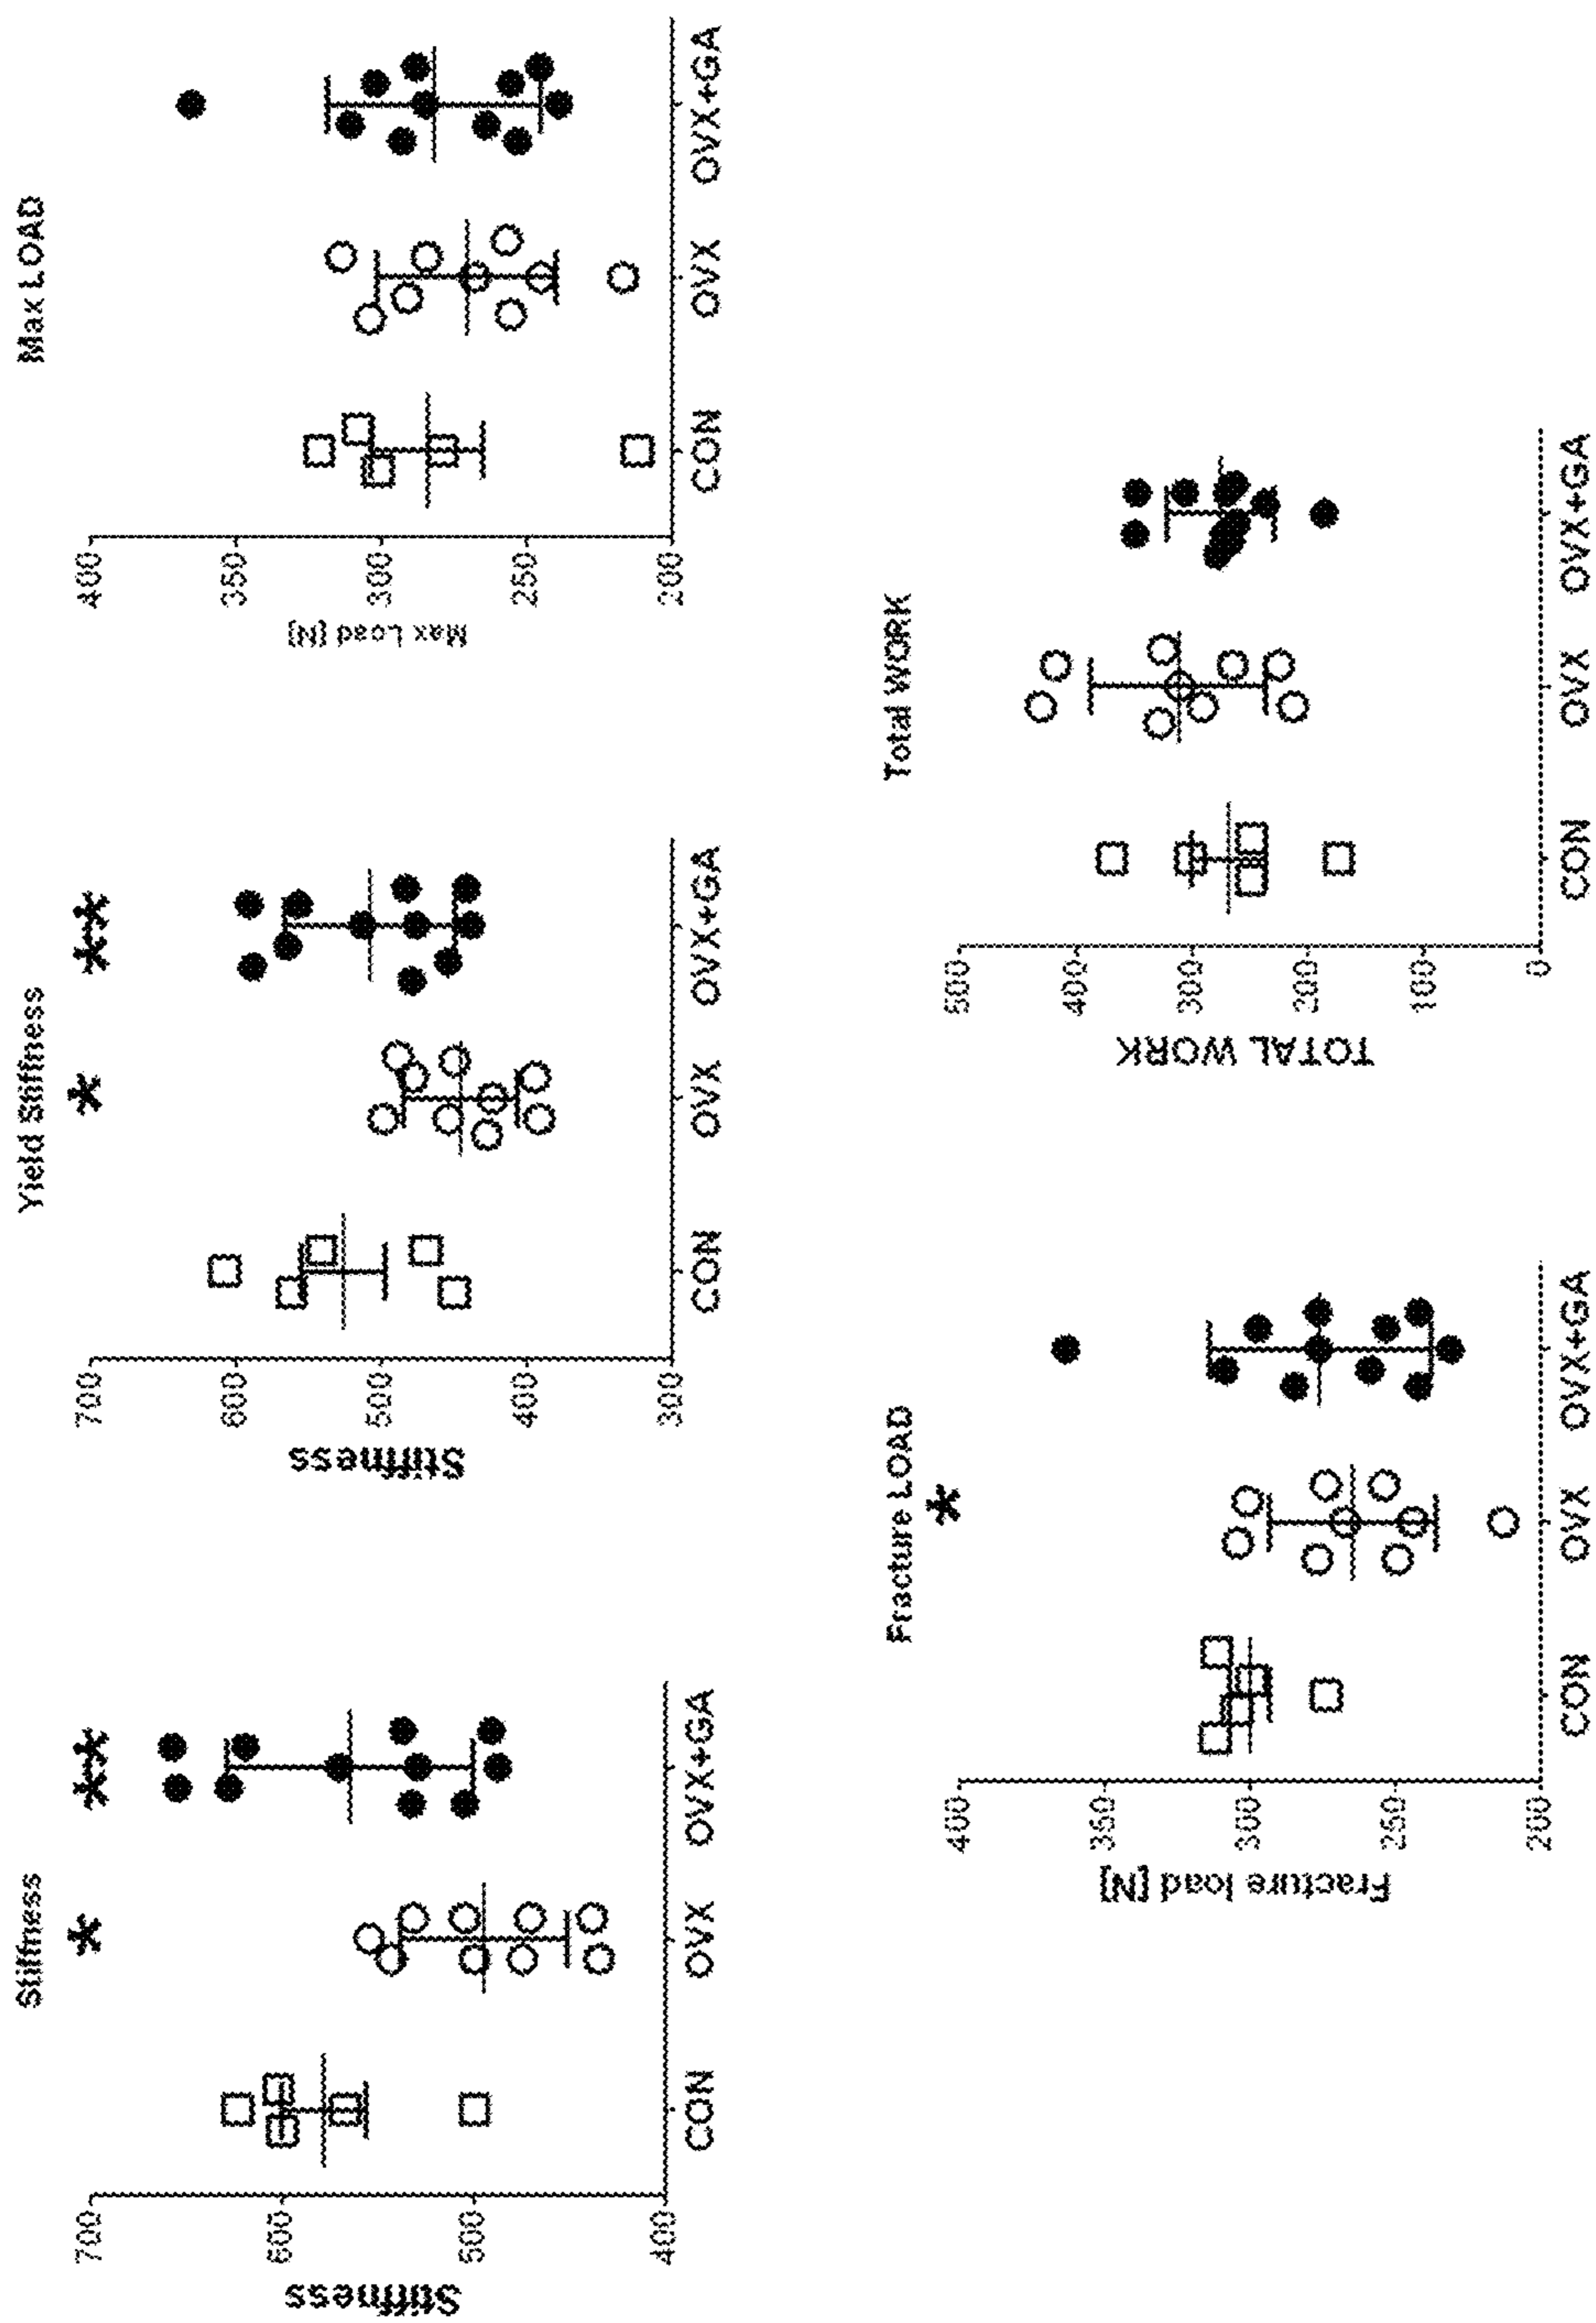 Stiffness
* **
Stiffness
700
600
500
400
CON OVX OVX+GA
Yield Stiffness
* **
Stiffness
700
600
500
400
300
CON OVX OVX+GA
Max LOAD
Max Load [N]
400
350
300
250
200
CON OVX OVX+GA
Fracture LOAD
*
Fracture load [N]
400
350
300
250
200
CON OVX OVX+GA
Total WORK
TOTAL WORK
500
400
300
200
100
0
CON OVX OVX+GA